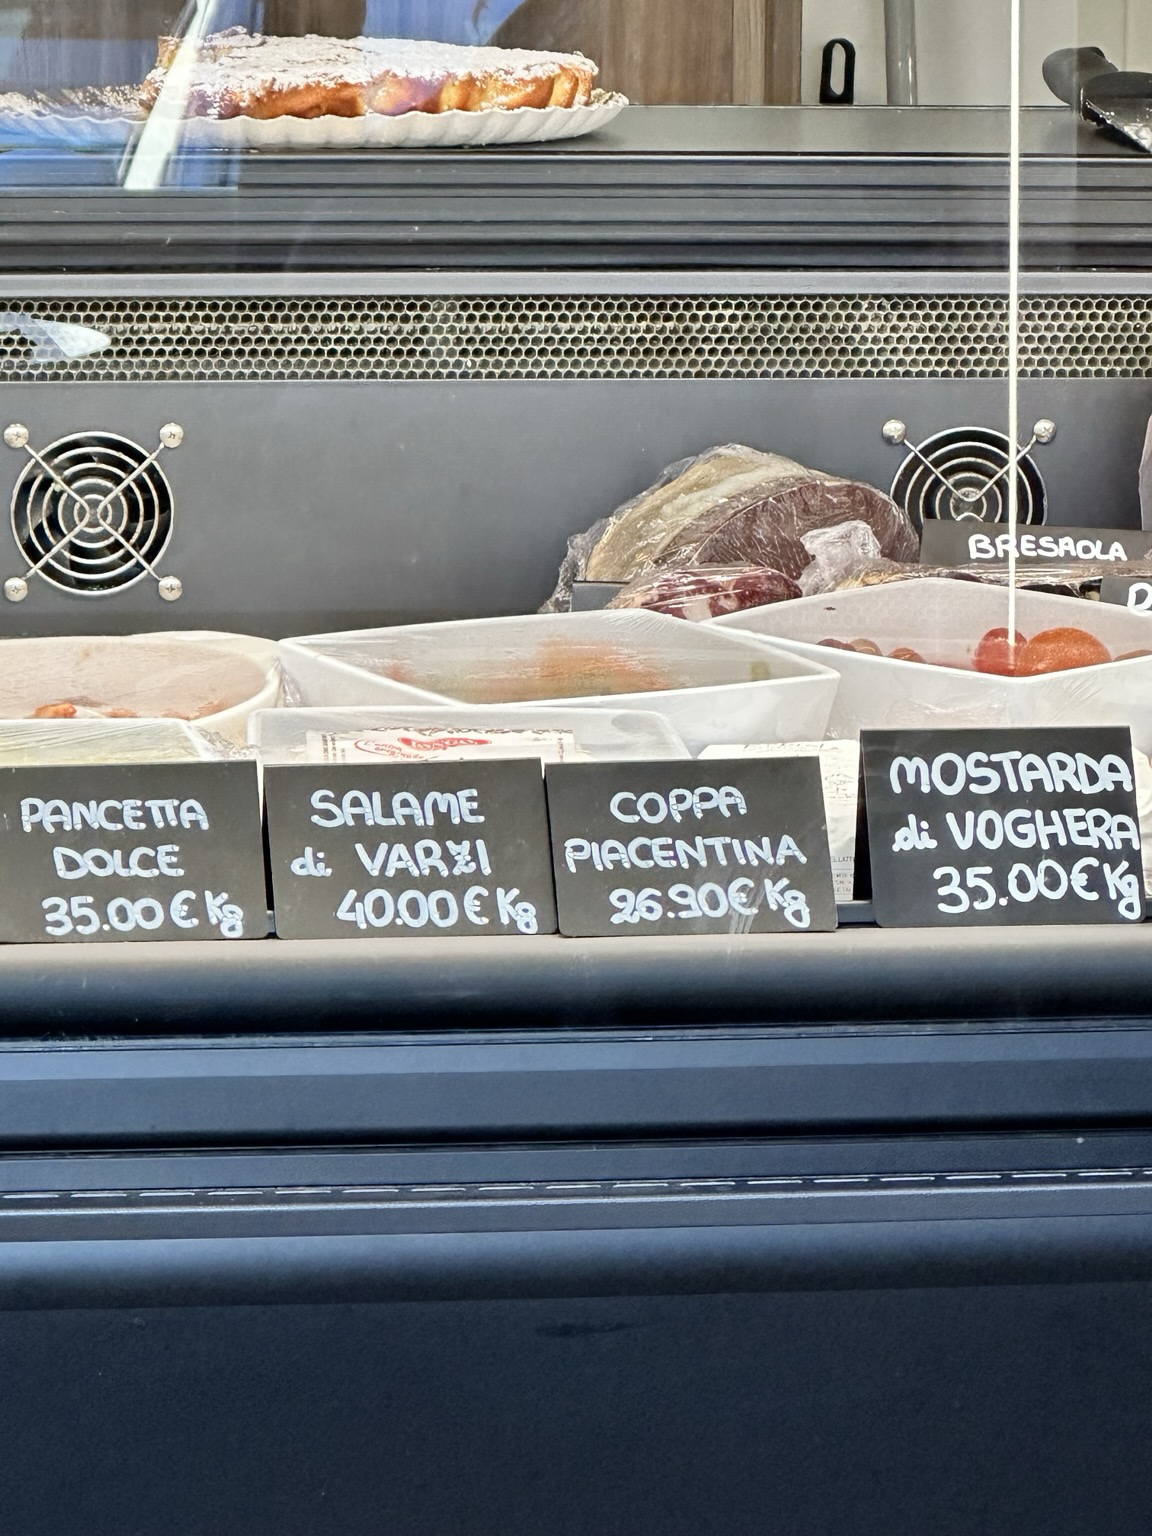 BRESAOLA
PANCETTA
DOLCE
35.00€ Kg
SALAME
di VARZI
40.00€ Kg
COPPA
PIACENTINA
26.90€ Kg
MOSTARDA
di VOGHERA
35.00€ Kg